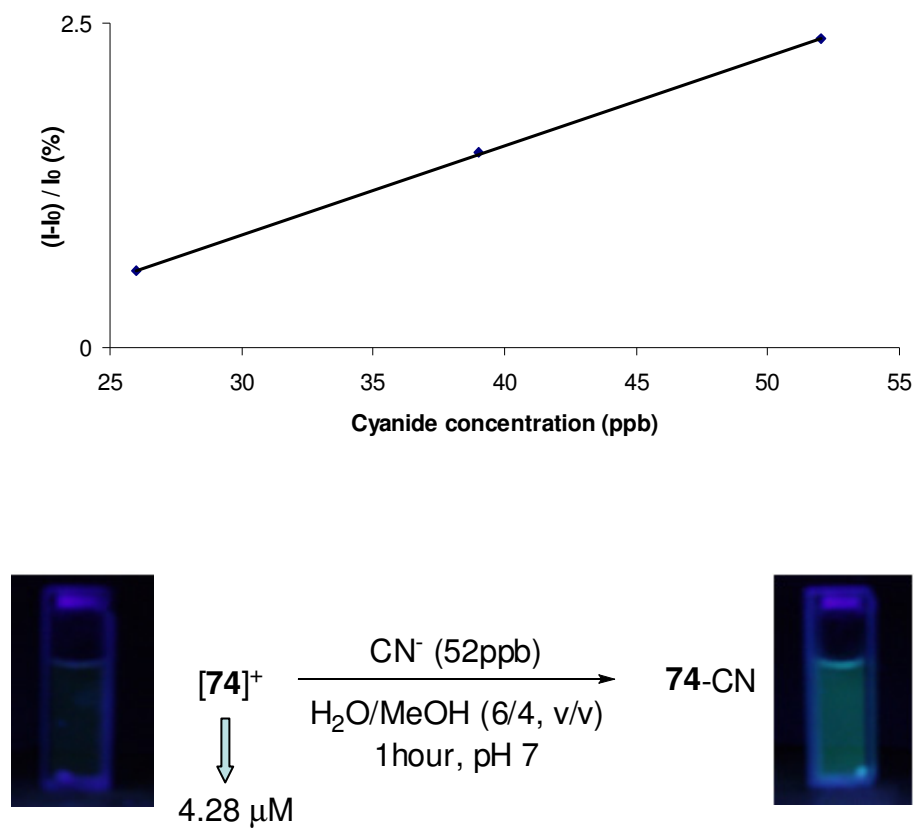 2.5
(I-I₀) / I₀ (%)
0
25 30 35 40 45 50 55
Cyanide concentration (ppb)
CN⁻ (52ppb)
[74]⁺ 74-CN
H₂O/MeOH (6/4, v/v)
1hour, pH 7
4.28 μM